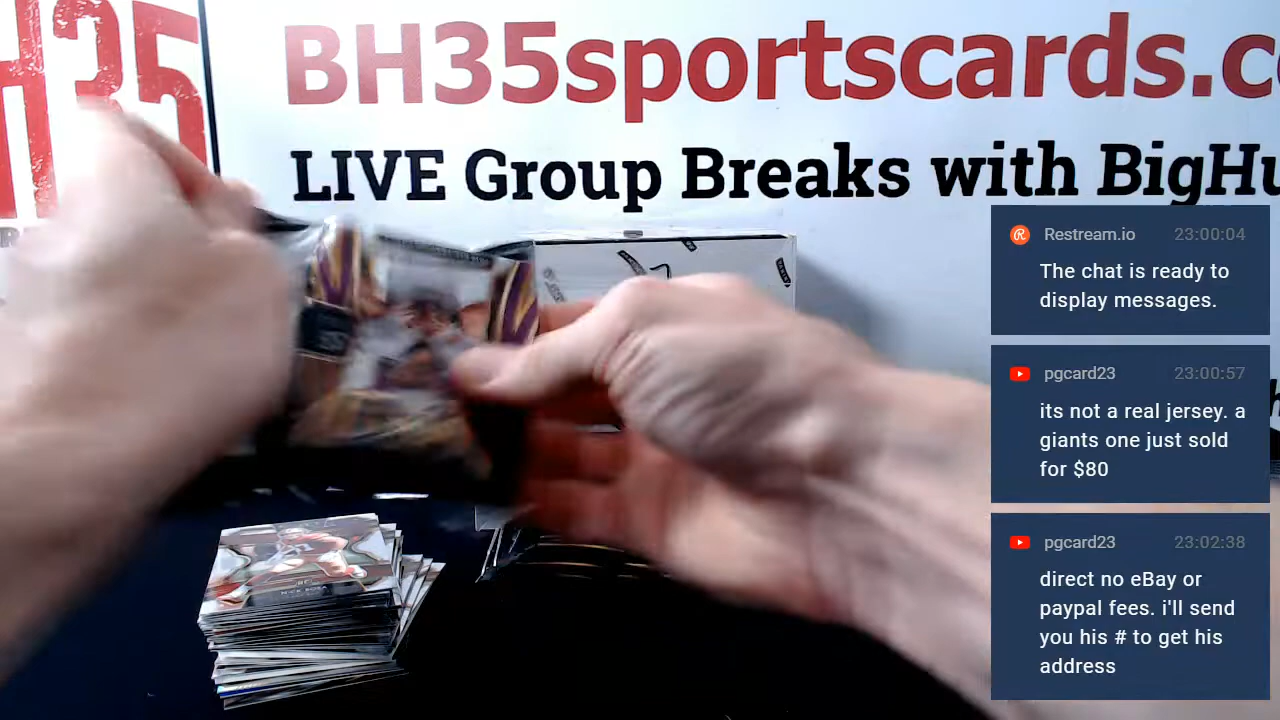 H35
BH35sportscards.c
LIVE Group Breaks with BigHu
Restream.io 23:00:04
The chat is ready to
display messages.
pgcard23 23:00:57
its not a real jersey. a
giants one just sold
for $80
pgcard23 23:02:38
direct no eBay or
paypal fees. i'll send
you his # to get his
address